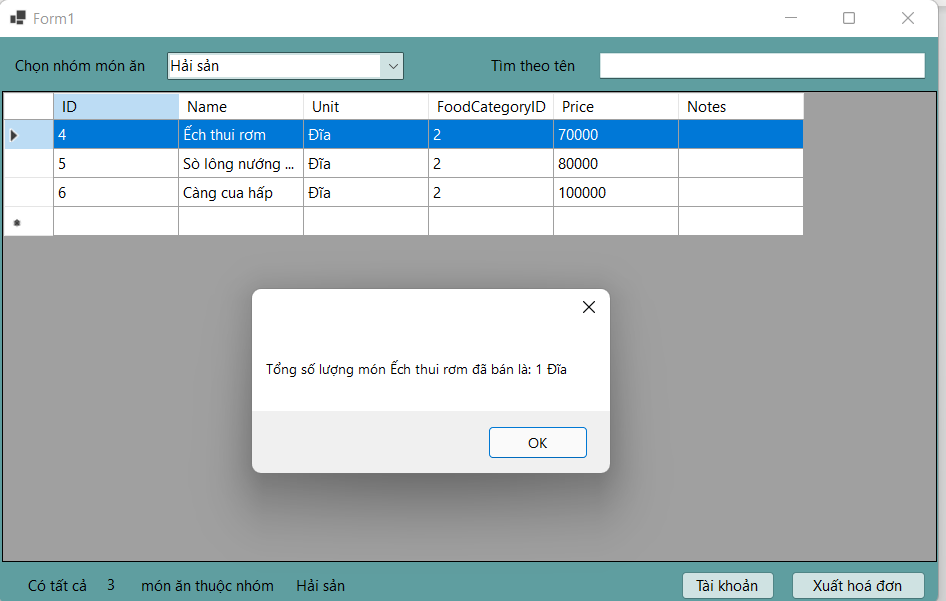 Form1
Chọn nhóm món ăn Hải sản Tìm theo tên
ID Name Unit FoodCategoryID Price Notes
4 Ếch thui rơm Đĩa 2 70000
5 Sò lông nướng ... Đĩa 2 80000
6 Càng cua hấp Đĩa 2 100000
Tổng số lượng món Ếch thui rơm đã bán là: 1 Đĩa
OK
Có tất cả 3 món ăn thuộc nhóm Hải sản Tài khoản Xuất hoá đơn